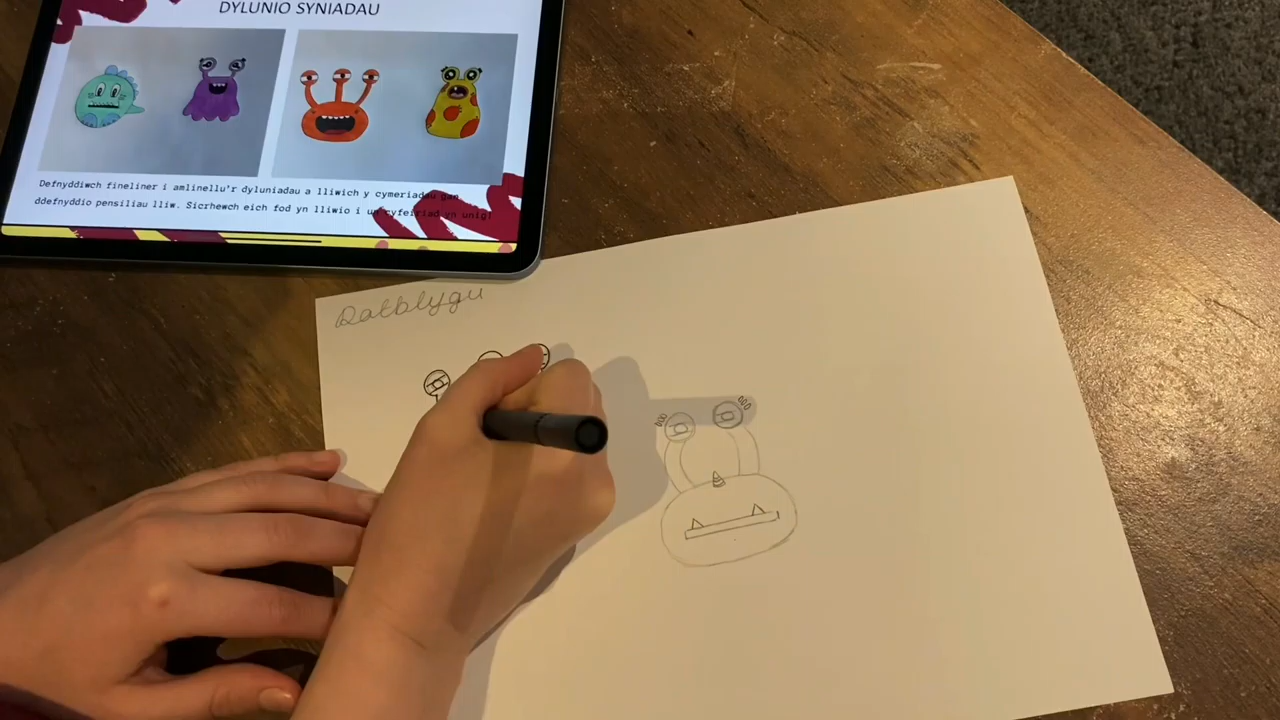 DYLUNIO SYNIADAU
Defnyddiwch fineliner i amlinellu'r dyluniadau a lliwich y cymeriadau gan
ddefnyddio pensiliau lliw. Sicrhewch eich fod yn lliwio i un cyfeiriad yn unig!
Datblygu